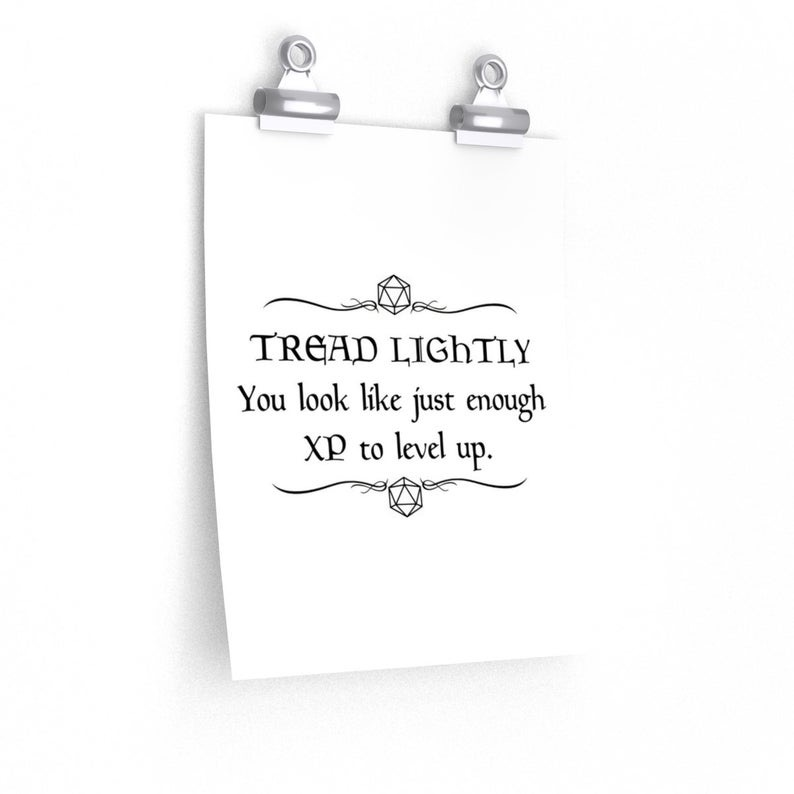 TREAD LIGHTLY
You look like just enough
XP to level up.